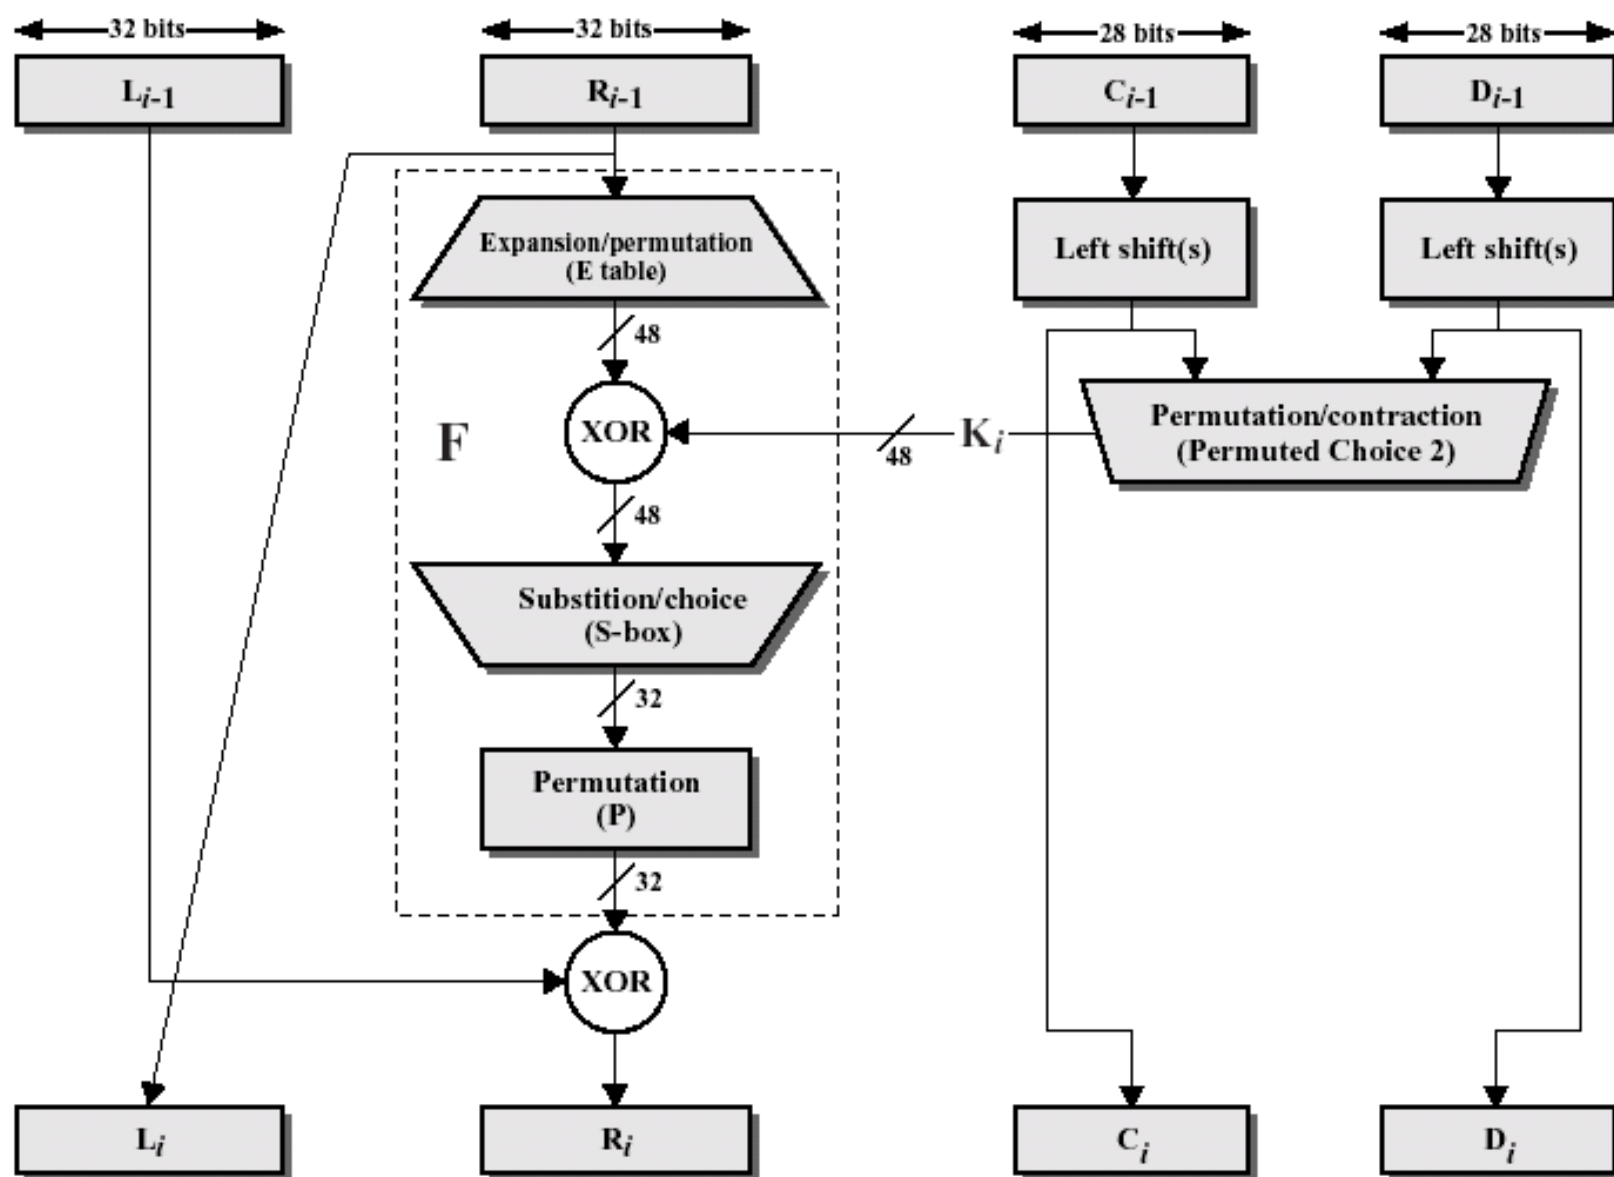 32 bits
32 bits
28 bits
28 bits
Li-1
Ri-1
Ci-1
Di-1
Expansion/permutation
(E table)
Left shift(s)
Left shift(s)
48
F
XOR
48
Ki
Permutation/contraction
(Permuted Choice 2)
48
Substition/choice
(S-box)
32
Permutation
(P)
32
XOR
Li
Ri
Ci
Di